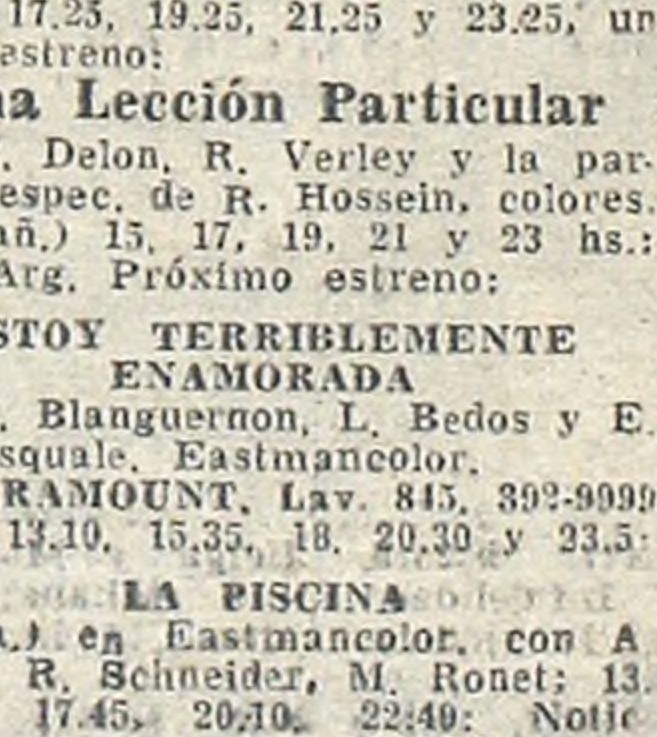 17.25, 19.25, 21.25 y 23.25, un
estreno:
na Lección Particular
. Delon, R. Verley y la par-
espec. de R. Hossein, colores.
añ.) 15, 17, 19, 21 y 23 hs.:
Arg. Próximo estreno:
STOY TERRIBLEMENTE
ENAMORADA
. Blanguernon, L. Bedos y E.
squale. Eastmancolor.
RAMOUNT. Lav. 845. 392-9999
13.10, 15.35, 18, 20.30 y 23.5:
LA PISCINA
.) en Eastmancolor, con A
R. Schneider, M. Ronet; 13.
17.45, 20.10, 22.40: Notic